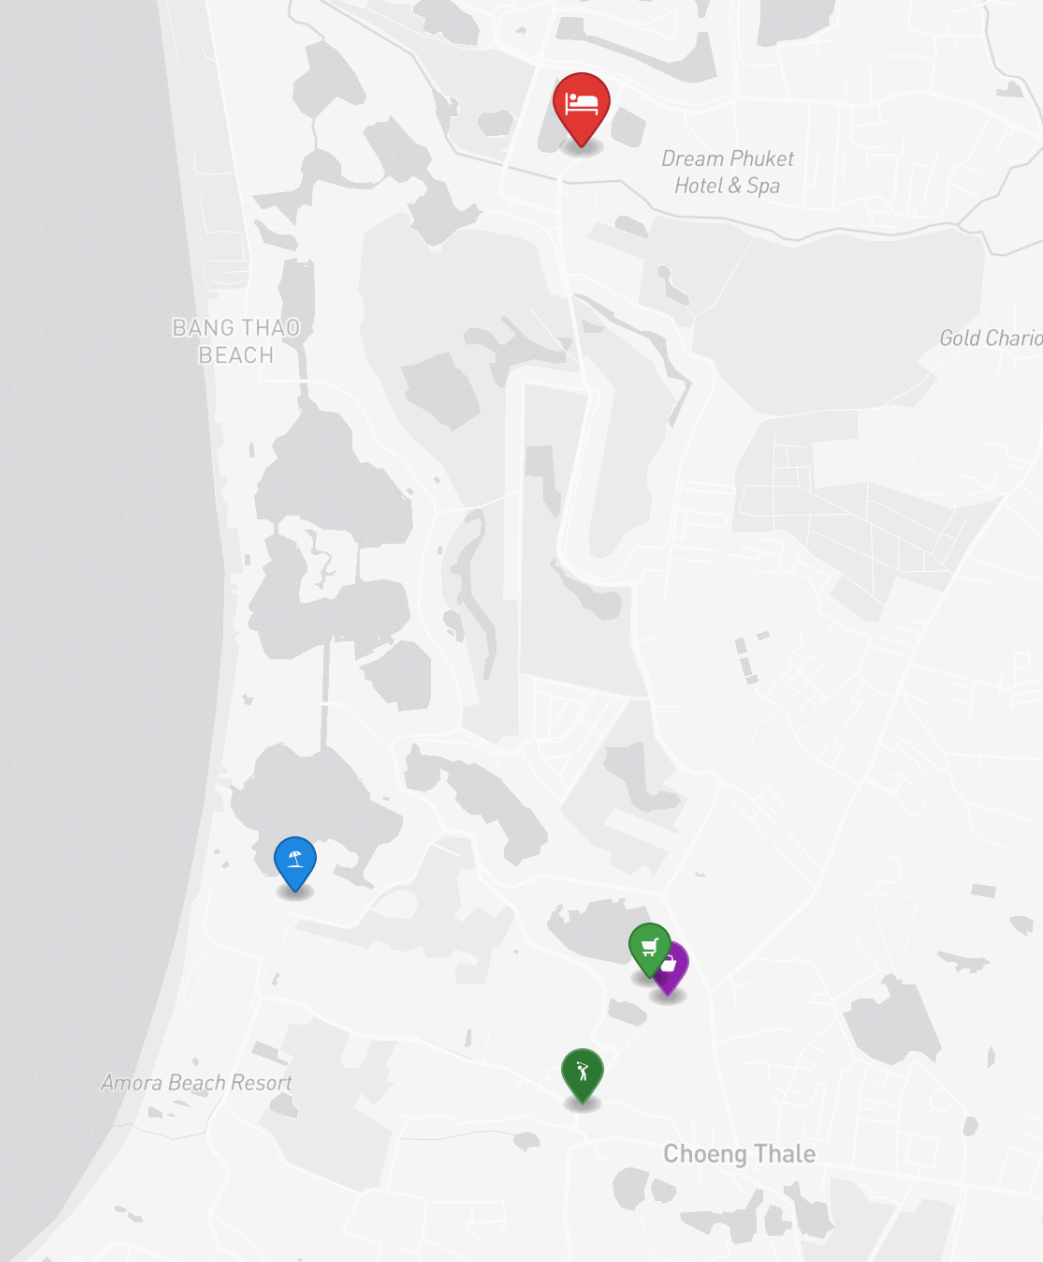 Dream Phuket
Hotel & Spa
BANG THAO
BEACH
Gold Chario
Amora Beach Resort
Choeng Thale